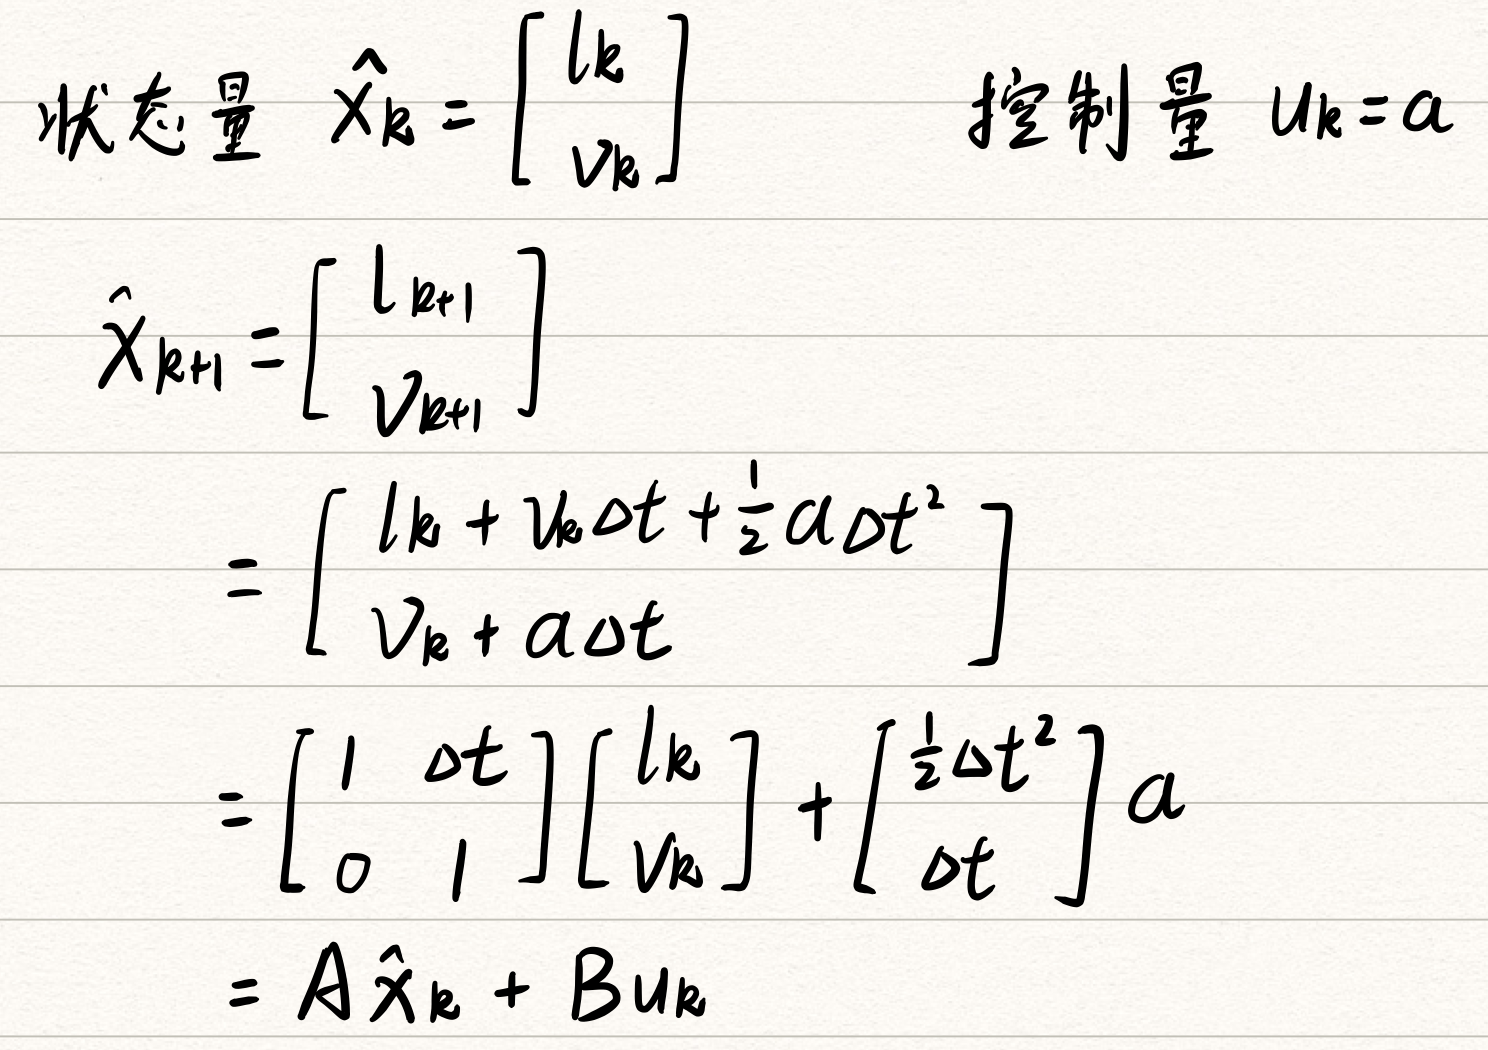 状态量 $\hat{x}_k = \begin{bmatrix} l_k \\ v_k \end{bmatrix}$ 控制量 $u_k = a$
$\hat{x}_{k+1} = \begin{bmatrix} l_{k+1} \\ v_{k+1} \end{bmatrix}$
$= \begin{bmatrix} l_k + v_k \Delta t + \frac{1}{2} a \Delta t^2 \\ v_k + a \Delta t \end{bmatrix}$
$= \begin{bmatrix} 1 & \Delta t \\ 0 & 1 \end{bmatrix} \begin{bmatrix} l_k \\ v_k \end{bmatrix} + \begin{bmatrix} \frac{1}{2} \Delta t^2 \\ \Delta t \end{bmatrix} a$
$= A \hat{x}_k + B u_k$